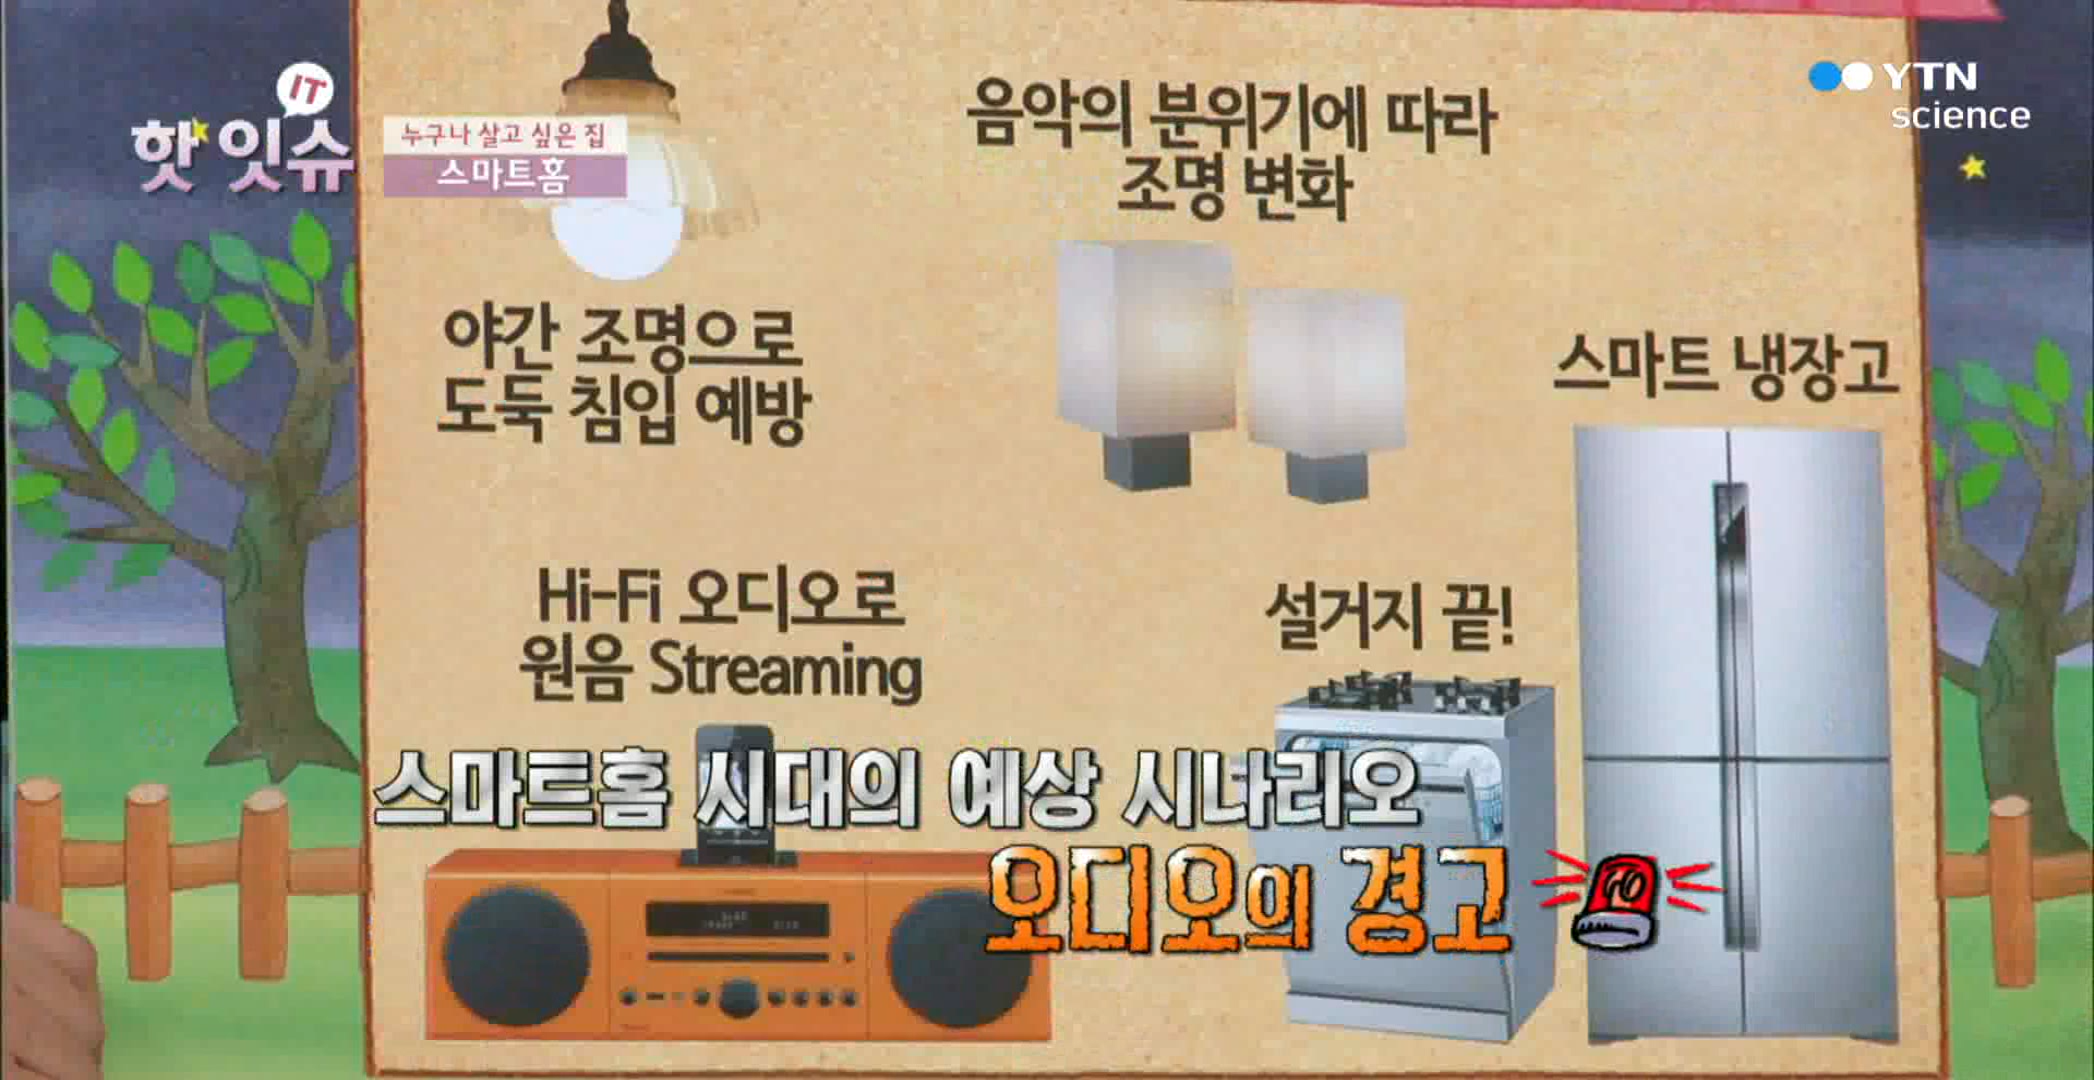 IT
핫 잇슈
누구나 살고 싶은 집
스마트홈
YTN
science
음악의 분위기에 따라
조명 변화
야간 조명으로
도둑 침입 예방
스마트 냉장고
Hi-Fi 오디오로
원음 Streaming
설거지 끝!
스마트홈 시대의 예상 시나리오
오디오의 경고